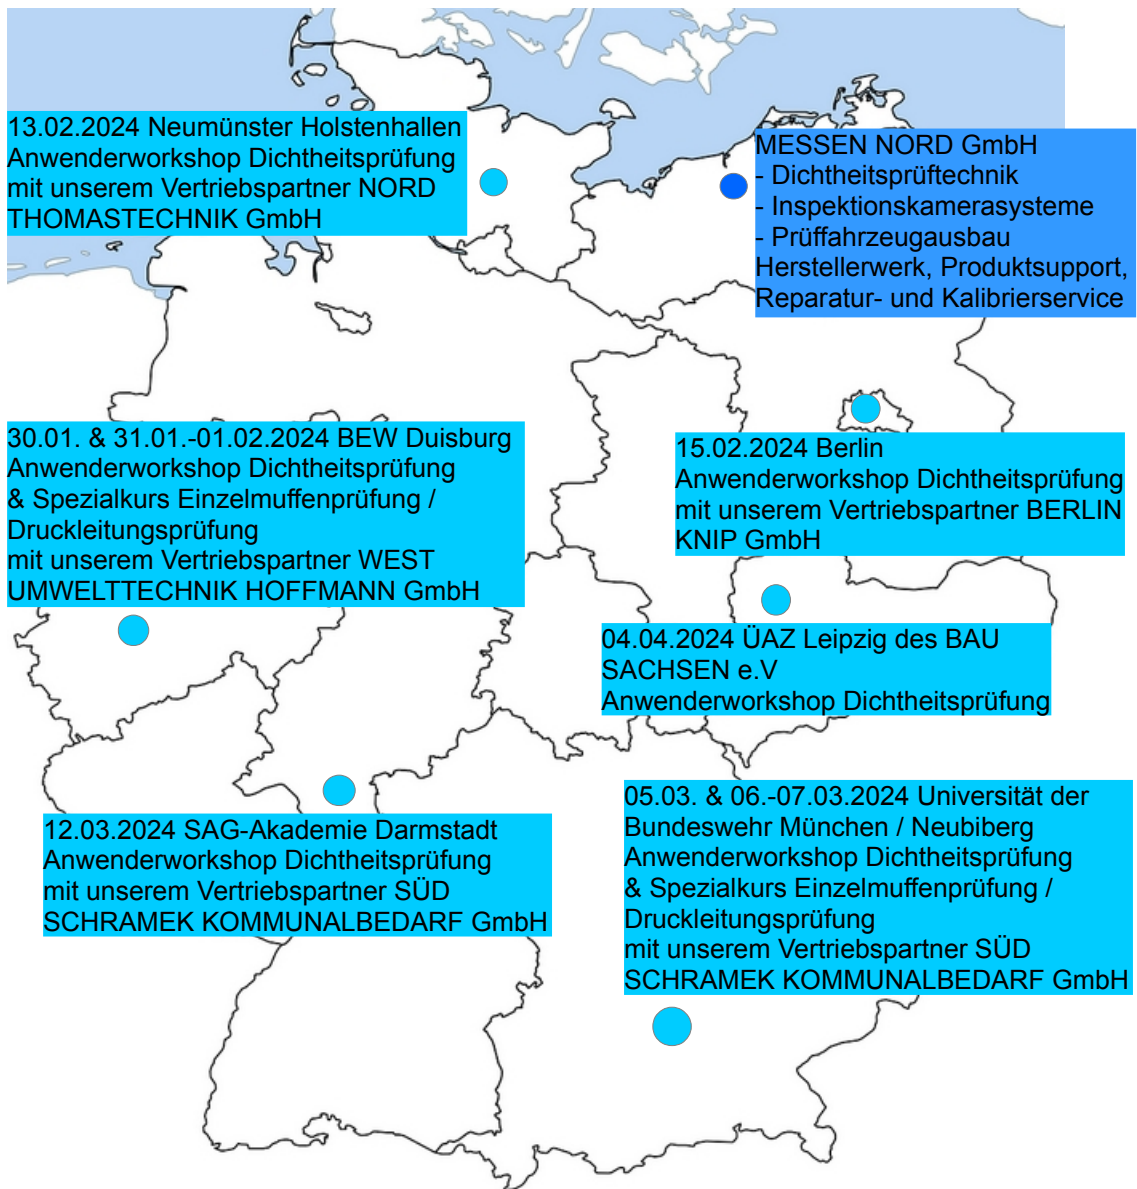 13.02.2024 Neumünster Holstenhallen
Anwenderworkshop Dichtheitsprüfung
mit unserem Vertriebspartner NORD
THOMASTECHNIK GmbH
MESSEN NORD GmbH
- Dichtheitsprüftechnik
- Inspektionskamerasysteme
- Prüffahrzeugausbau
Herstellerwerk, Produktsupport,
Reparatur- und Kalibrierservice
30.01. & 31.01.-01.02.2024 BEW Duisburg
Anwenderworkshop Dichtheitsprüfung
& Spezialkurs Einzelmuffenprüfung /
Druckleitungsprüfung
mit unserem Vertriebspartner WEST
UMWELTTECHNIK HOFFMANN GmbH
15.02.2024 Berlin
Anwenderworkshop Dichtheitsprüfung
mit unserem Vertriebspartner BERLIN
KNIP GmbH
04.04.2024 ÜAZ Leipzig des BAU
SACHSEN e.V
Anwenderworkshop Dichtheitsprüfung
12.03.2024 SAG-Akademie Darmstadt
Anwenderworkshop Dichtheitsprüfung
mit unserem Vertriebspartner SÜD
SCHRAMEK KOMMUNALBEDARF GmbH
05.03. & 06.-07.03.2024 Universität der
Bundeswehr München / Neubiberg
Anwenderworkshop Dichtheitsprüfung
& Spezialkurs Einzelmuffenprüfung /
Druckleitungsprüfung
mit unserem Vertriebspartner SÜD
SCHRAMEK KOMMUNALBEDARF GmbH